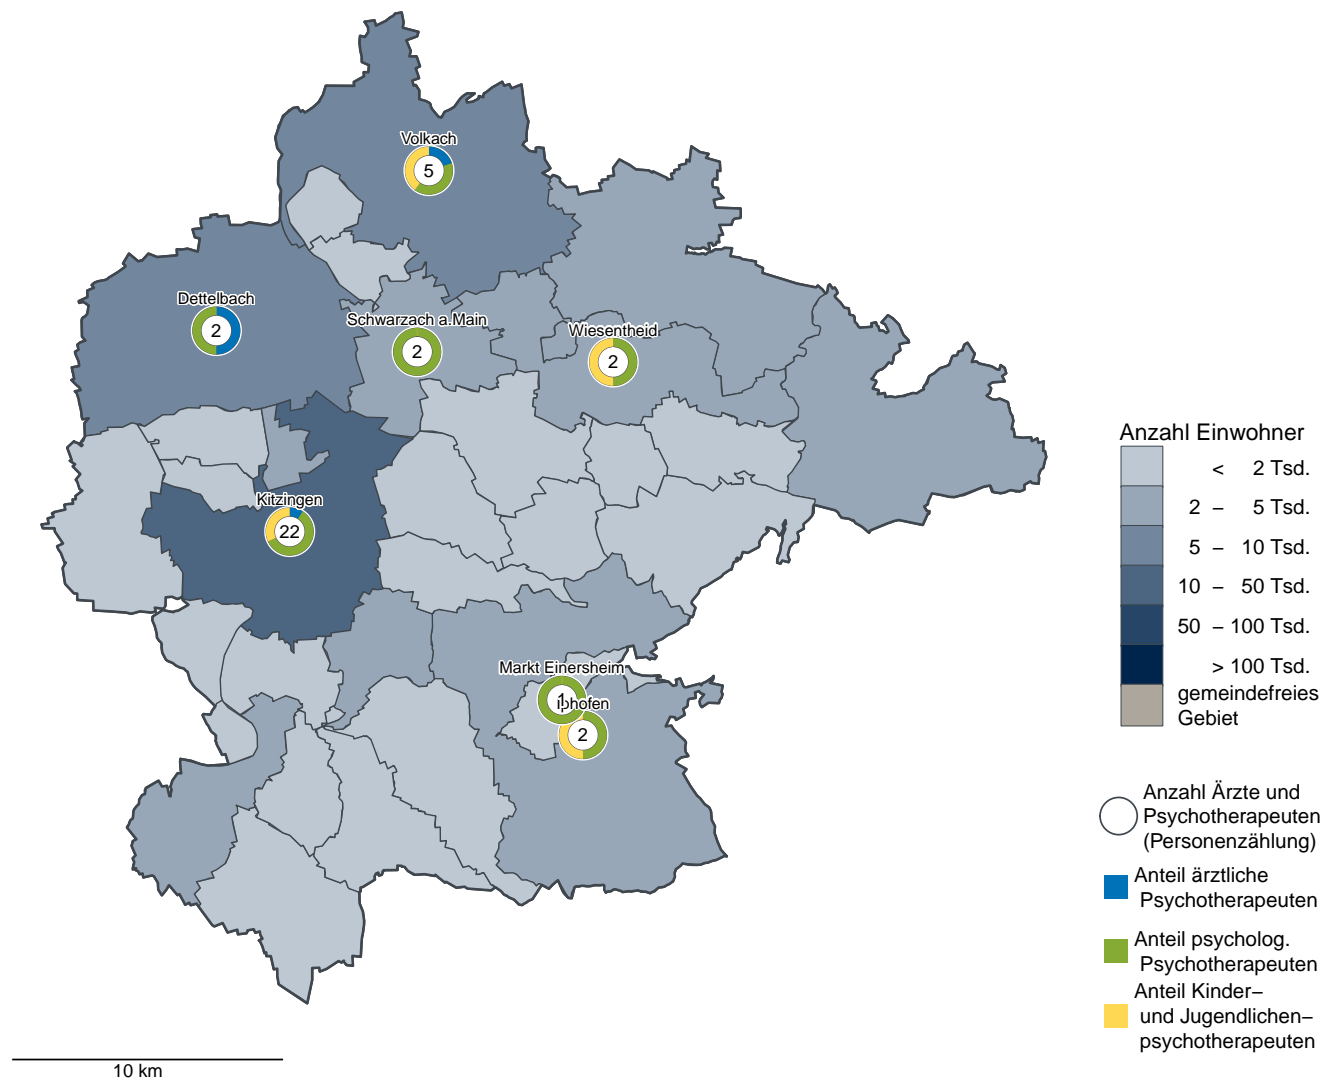 Volkach
5
Dettelbach
2
Schwarzach a.Main
2
Wiesentheid
2
Kitzingen
22
Markt Einersheim
1
Iphofen
2
Anzahl Einwohner
< 2 Tsd.
2 – 5 Tsd.
5 – 10 Tsd.
10 – 50 Tsd.
50 – 100 Tsd.
> 100 Tsd.
gemeindefreies
Gebiet
Anzahl Ärzte und
Psychotherapeuten
(Personenzählung)
Anteil ärztliche
Psychotherapeuten
Anteil psycholog.
Psychotherapeuten
Anteil Kinder–
und Jugendlichen–
psychotherapeuten
10 km